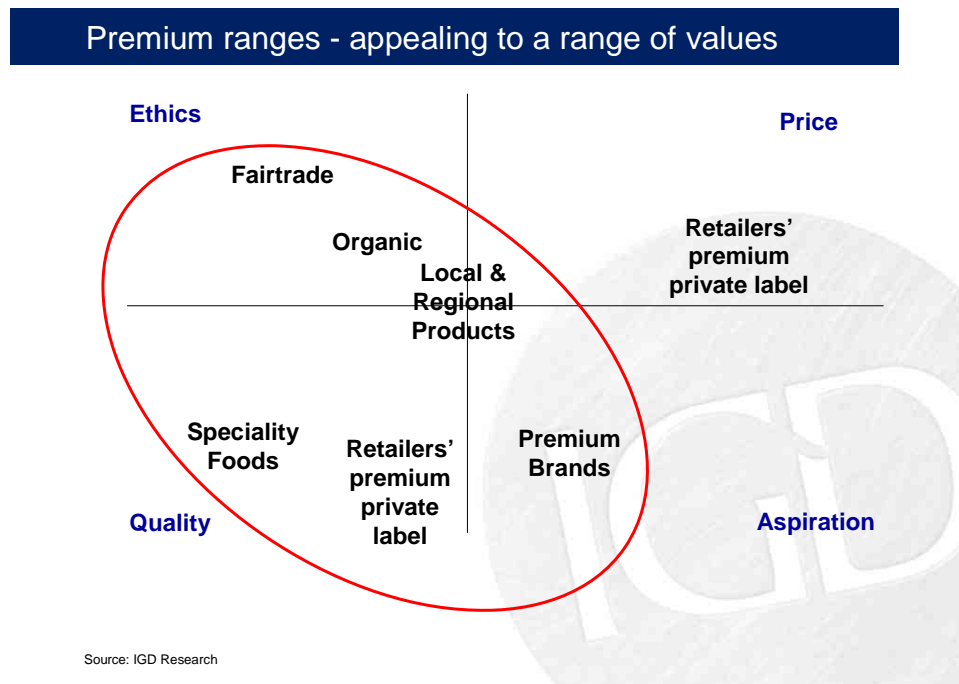 Premium ranges - appealing to a range of values
Ethics
Price
Fairtrade
Retailers’
premium
private label
Organic
Local &
Regional
Products
Speciality
Foods
Retailers’
premium
private
label
Premium
Brands
Quality
Aspiration
IGD
Source: IGD Research